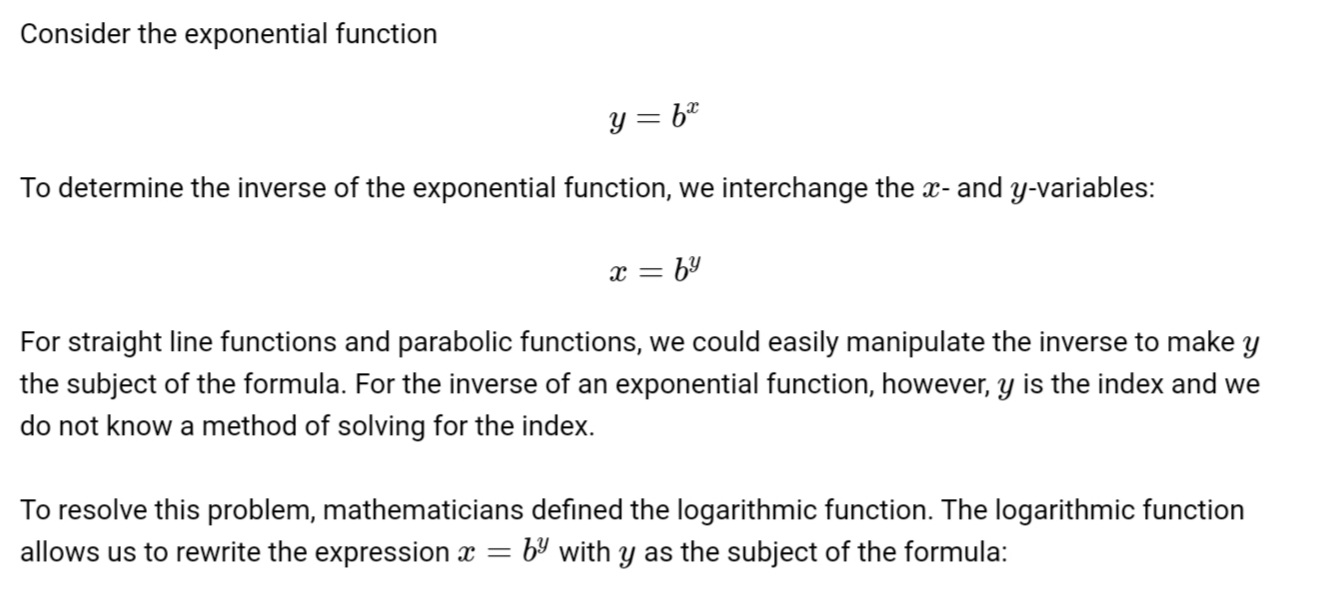 Consider the exponential function
y = bˣ
To determine the inverse of the exponential function, we interchange the x- and y-variables:
x = bʸ
For straight line functions and parabolic functions, we could easily manipulate the inverse to make y
the subject of the formula. For the inverse of an exponential function, however, y is the index and we
do not know a method of solving for the index.
To resolve this problem, mathematicians defined the logarithmic function. The logarithmic function
allows us to rewrite the expression x = bʸ with y as the subject of the formula: